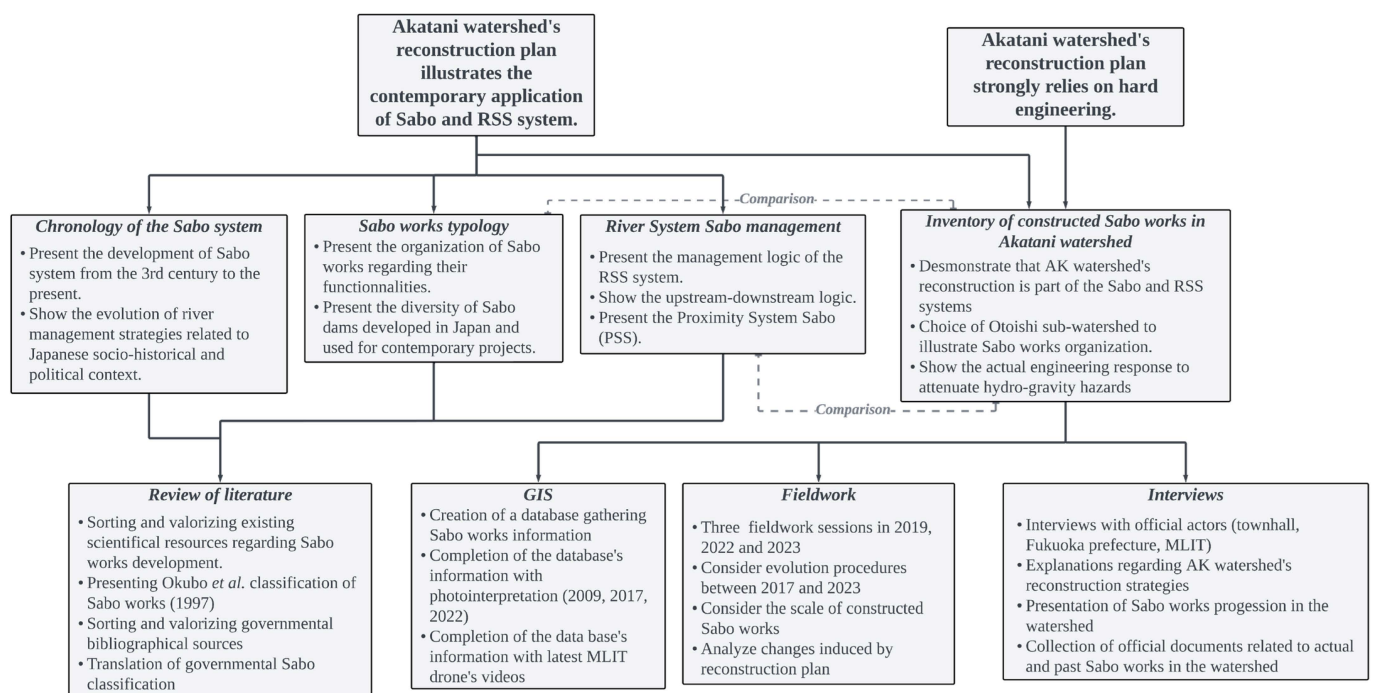 Akatani watershed's
reconstruction plan
illustrates the
contemporary application
of Sabo and RSS system.
Akatani watershed's
reconstruction plan
strongly relies on hard
engineering.
Comparison
Chronology of the Sabo system
• Present the development of Sabo
system from the 3rd century to the
present.
• Show the evolution of river
management strategies related to
Japanese socio-historical and
political context.
Sabo works typology
• Present the organization of Sabo
works regarding their
functionnalities.
• Present the diversity of Sabo
dams developed in Japan and
used for contemporary projects.
River System Sabo management
• Present the management logic of the
RSS system.
• Show the upstream-downstream logic.
• Present the Proximity System Sabo
(PSS).
Inventory of constructed Sabo works in
Akatani watershed
• Desmonstrate that AK watershed's
reconstruction is part of the Sabo and RSS
systems
• Choice of Otoishi sub-watershed to
illustrate Sabo works organization.
• Show the actual engineering response to
attenuate hydro-gravity hazards
Comparison
Review of literature
• Sorting and valorizing existing
scientifical resources regarding Sabo
works development.
• Presenting Okubo et al. classification of
Sabo works (1997)
• Sorting and valorizing governmental
bibliographical sources
• Translation of governmental Sabo
classification
GIS
• Creation of a database gathering
Sabo works information
• Completion of the database's
information with
photointerpretation (2009, 2017,
2022)
• Completion of the data base's
information with latest MLIT
drone's videos
Fieldwork
• Three fieldwork sessions in 2019,
2022 and 2023
• Consider evolution procedures
between 2017 and 2023
• Consider the scale of constructed
Sabo works
• Analyze changes induced by
reconstruction plan
Interviews
• Interviews with official actors (townhall,
Fukuoka prefecture, MLIT)
• Explanations regarding AK watershed's
reconstruction strategies
• Presentation of Sabo works progession in the
watershed
• Collection of official documents related to actual
and past Sabo works in the watershed